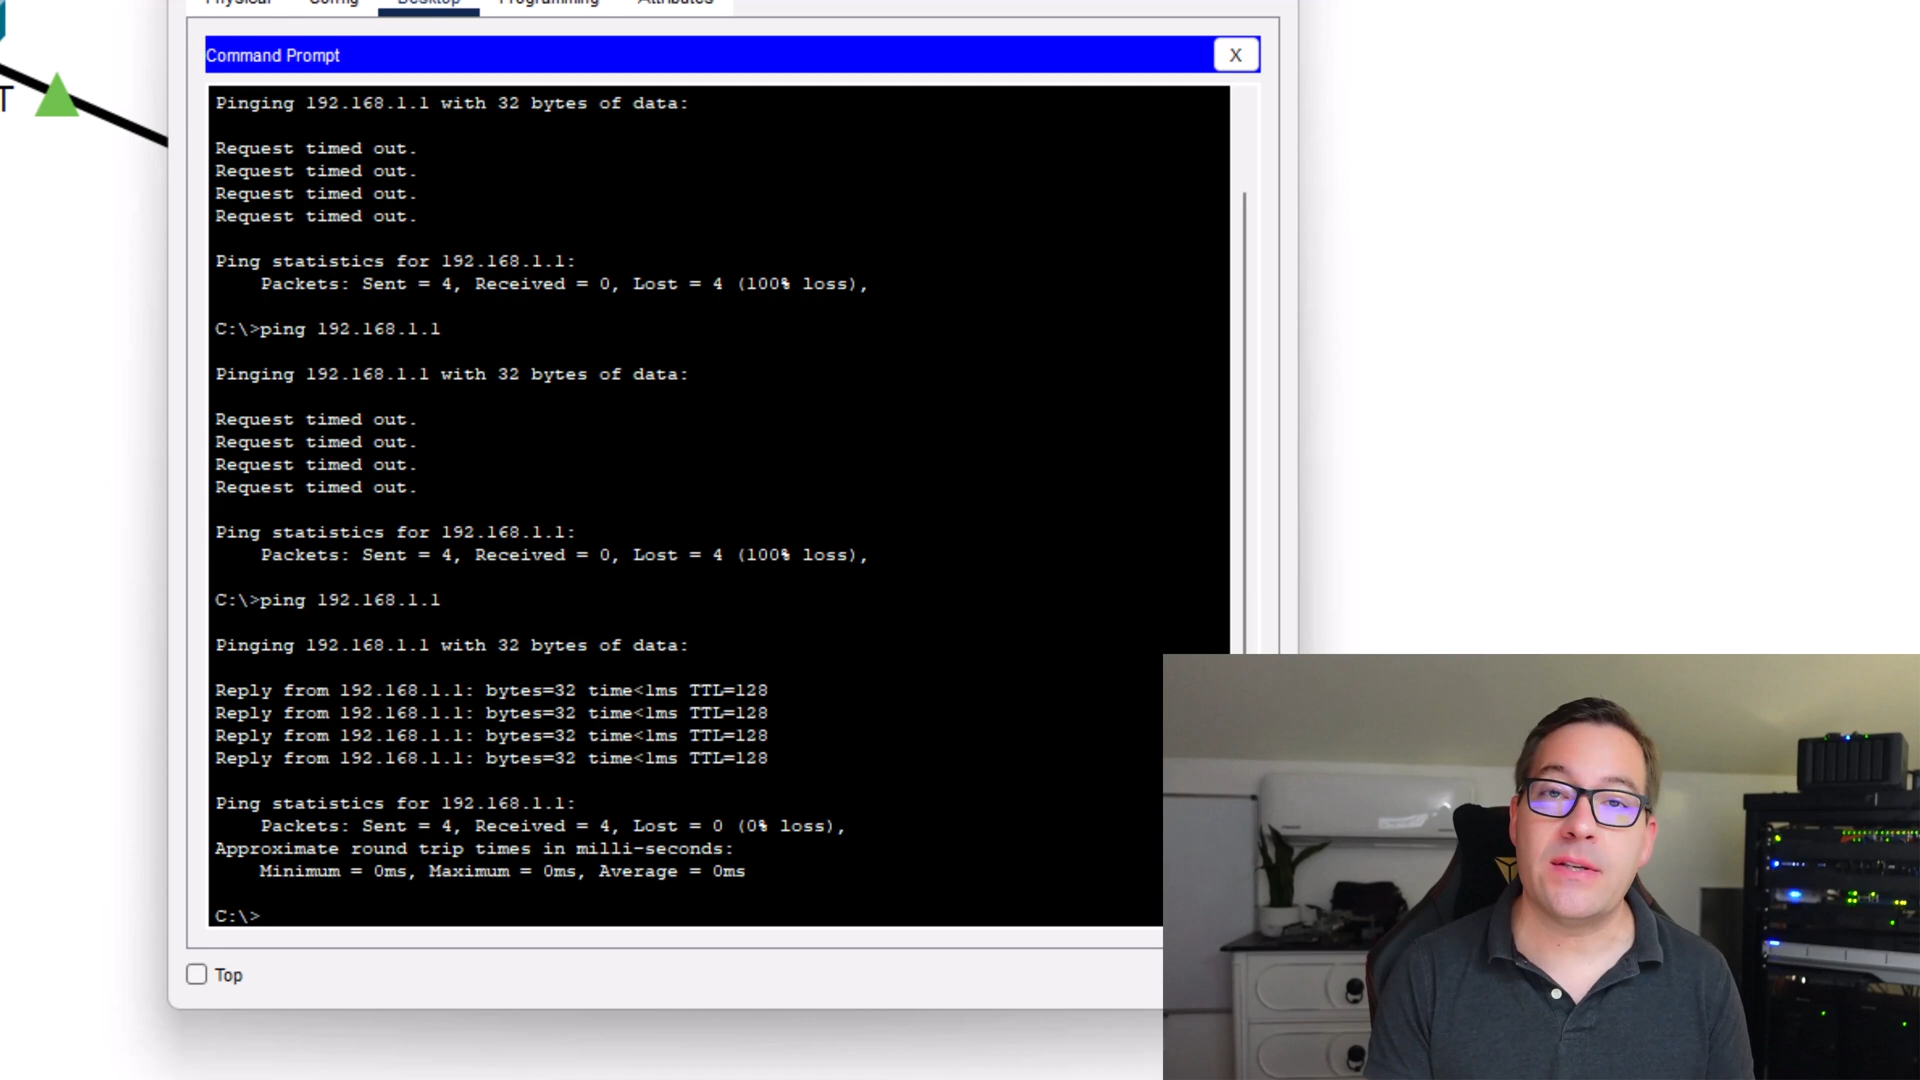 Physical Config Desktop Programming Attributes
Command Prompt
X
T
Pinging 192.168.1.1 with 32 bytes of data:
Request timed out.
Request timed out.
Request timed out.
Request timed out.
Ping statistics for 192.168.1.1:
Packets: Sent = 4, Received = 0, Lost = 4 (100% loss),
C:\>ping 192.168.1.1
Pinging 192.168.1.1 with 32 bytes of data:
Request timed out.
Request timed out.
Request timed out.
Request timed out.
Ping statistics for 192.168.1.1:
Packets: Sent = 4, Received = 0, Lost = 4 (100% loss),
C:\>ping 192.168.1.1
Pinging 192.168.1.1 with 32 bytes of data:
Reply from 192.168.1.1: bytes=32 time<1ms TTL=128
Reply from 192.168.1.1: bytes=32 time<1ms TTL=128
Reply from 192.168.1.1: bytes=32 time<1ms TTL=128
Reply from 192.168.1.1: bytes=32 time<1ms TTL=128
Ping statistics for 192.168.1.1:
Packets: Sent = 4, Received = 4, Lost = 0 (0% loss),
Approximate round trip times in milli-seconds:
Minimum = 0ms, Maximum = 0ms, Average = 0ms
C:\>
Top